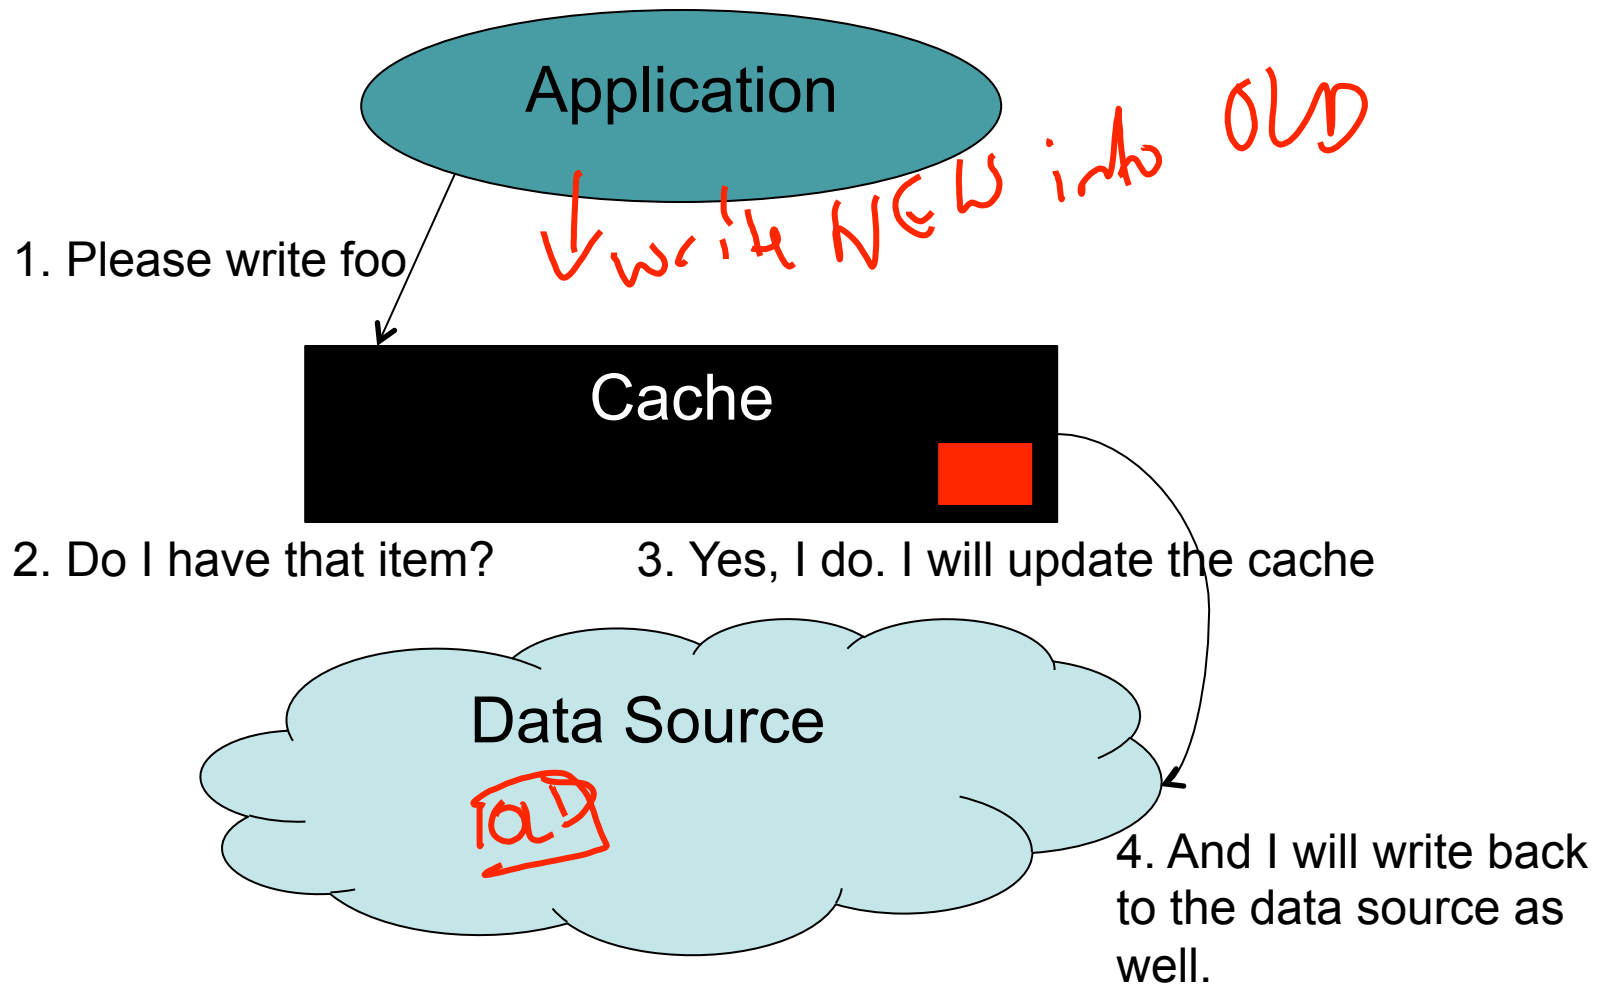 Application
write NEW into OLD
1. Please write foo
Cache
2. Do I have that item?
3. Yes, I do. I will update the cache
Data Source
OLD
4. And I will write back
to the data source as
well.